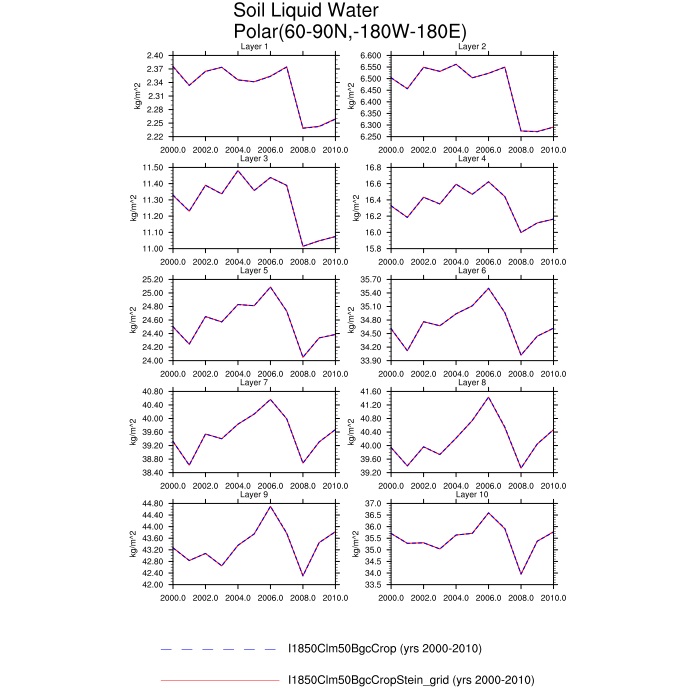 Soil Liquid Water
Polar(60-90N,-180W-180E)
Layer 1
Layer 2
2.40
2.37
2.34
2.31
2.28
2.25
2.22
kg/m^2
2000.0 2002.0 2004.0 2006.0 2008.0 2010.0
6.600
6.550
6.500
6.450
6.400
6.350
6.300
6.250
kg/m^2
2000.0 2002.0 2004.0 2006.0 2008.0 2010.0
Layer 3
Layer 4
11.50
11.40
11.30
11.20
11.10
11.00
kg/m^2
2000.0 2002.0 2004.0 2006.0 2008.0 2010.0
16.8
16.6
16.4
16.2
16.0
15.8
kg/m^2
2000.0 2002.0 2004.0 2006.0 2008.0 2010.0
Layer 5
Layer 6
25.20
25.00
24.80
24.60
24.40
24.20
24.00
kg/m^2
2000.0 2002.0 2004.0 2006.0 2008.0 2010.0
35.70
35.40
35.10
34.80
34.50
34.20
33.90
kg/m^2
2000.0 2002.0 2004.0 2006.0 2008.0 2010.0
Layer 7
Layer 8
40.80
40.40
40.00
39.60
39.20
38.80
38.40
kg/m^2
2000.0 2002.0 2004.0 2006.0 2008.0 2010.0
41.60
41.20
40.80
40.40
40.00
39.60
39.20
kg/m^2
2000.0 2002.0 2004.0 2006.0 2008.0 2010.0
Layer 9
Layer 10
44.80
44.40
44.00
43.60
43.20
42.80
42.40
42.00
kg/m^2
2000.0 2002.0 2004.0 2006.0 2008.0 2010.0
37.0
36.5
36.0
35.5
35.0
34.5
34.0
33.5
kg/m^2
2000.0 2002.0 2004.0 2006.0 2008.0 2010.0
I1850Clm50BgcCrop (yrs 2000-2010)
I1850Clm50BgcCropStein_grid (yrs 2000-2010)